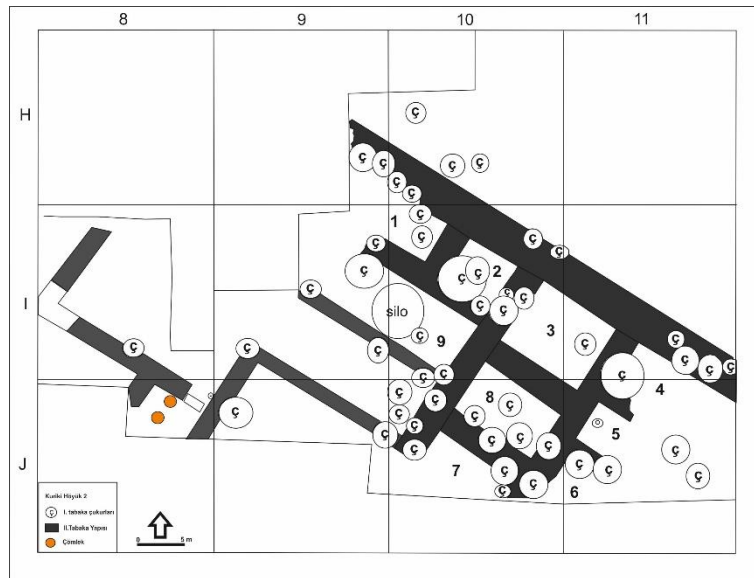 8 9 10 11
H
ç
ç ç ç ç
ç
ç
1 ç
ç
ç ç
ç
I
ç ç ç 2
ç ç ç
ç ç
silo 3
ç 9 ç ç
ç ç ç
ç ç ç
ç ç ç 4
ç ç 8 ç
ç ç ç
ç 5
ç ç ç ç
ç ç
J
7 ç ç ç
ç ç
ç 6
Kuriki Höyük 2
ç I. tabaka çukurları
II.Tabaka Yapısı
Çömlek
0 5 m